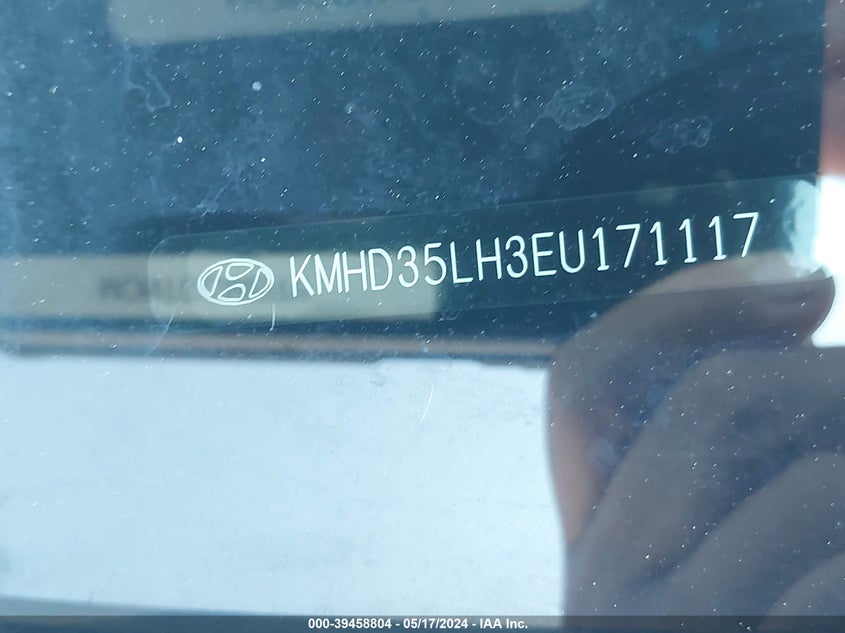 KMHD35LH3EU171117
000-39458804 - 05/17/2024 - IAA Inc.